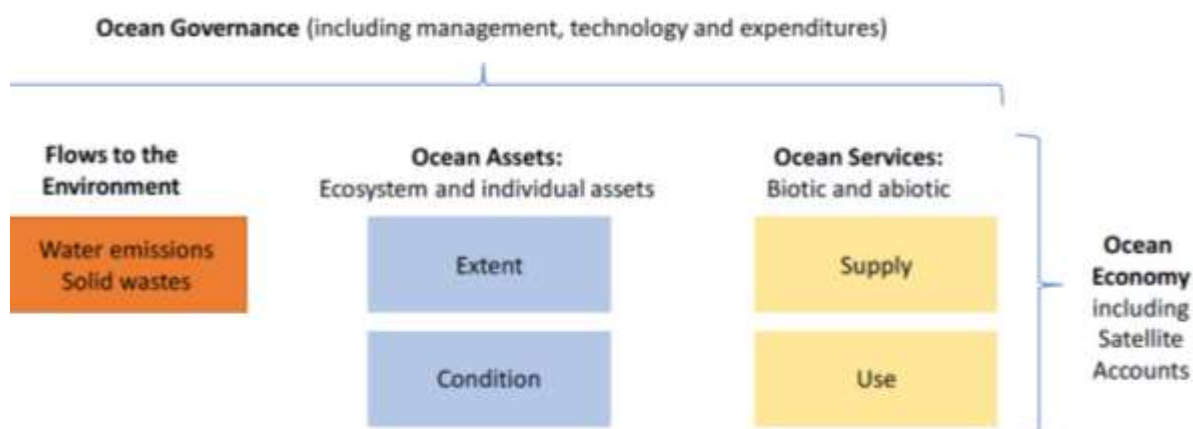 Ocean Governance (including management, technology and expenditures)
Flows to the
Environment
Water emissions
Solid wastes
Ocean Assets:
Ecosystem and individual assets
Extent
Condition
Ocean Services:
Biotic and abiotic
Supply
Use
Ocean
Economy
including
Satellite
Accounts